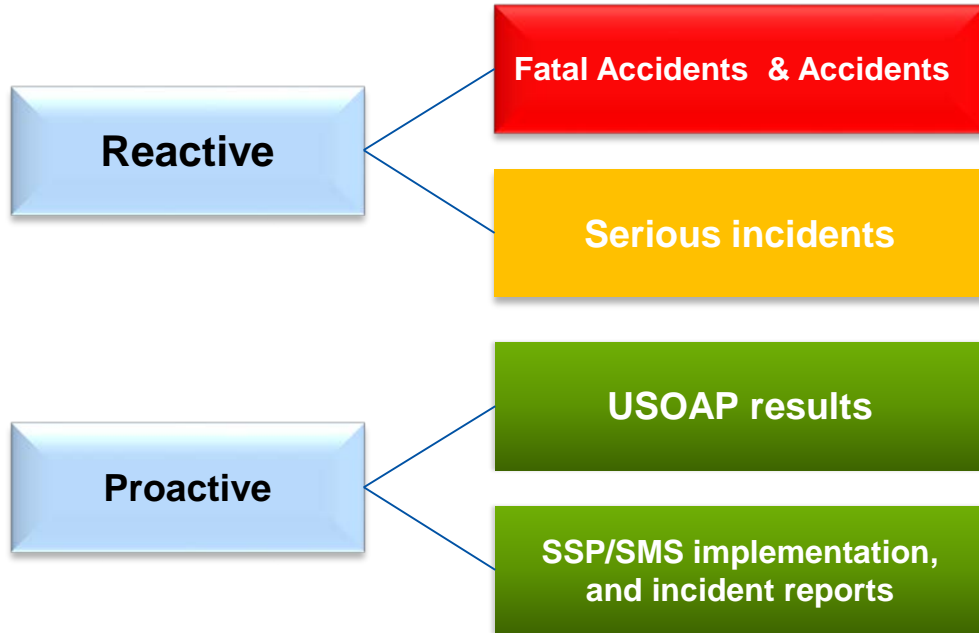 Fatal Accidents & Accidents
Reactive
Serious incidents
USOAP results
Proactive
SSP/SMS implementation,
and incident reports